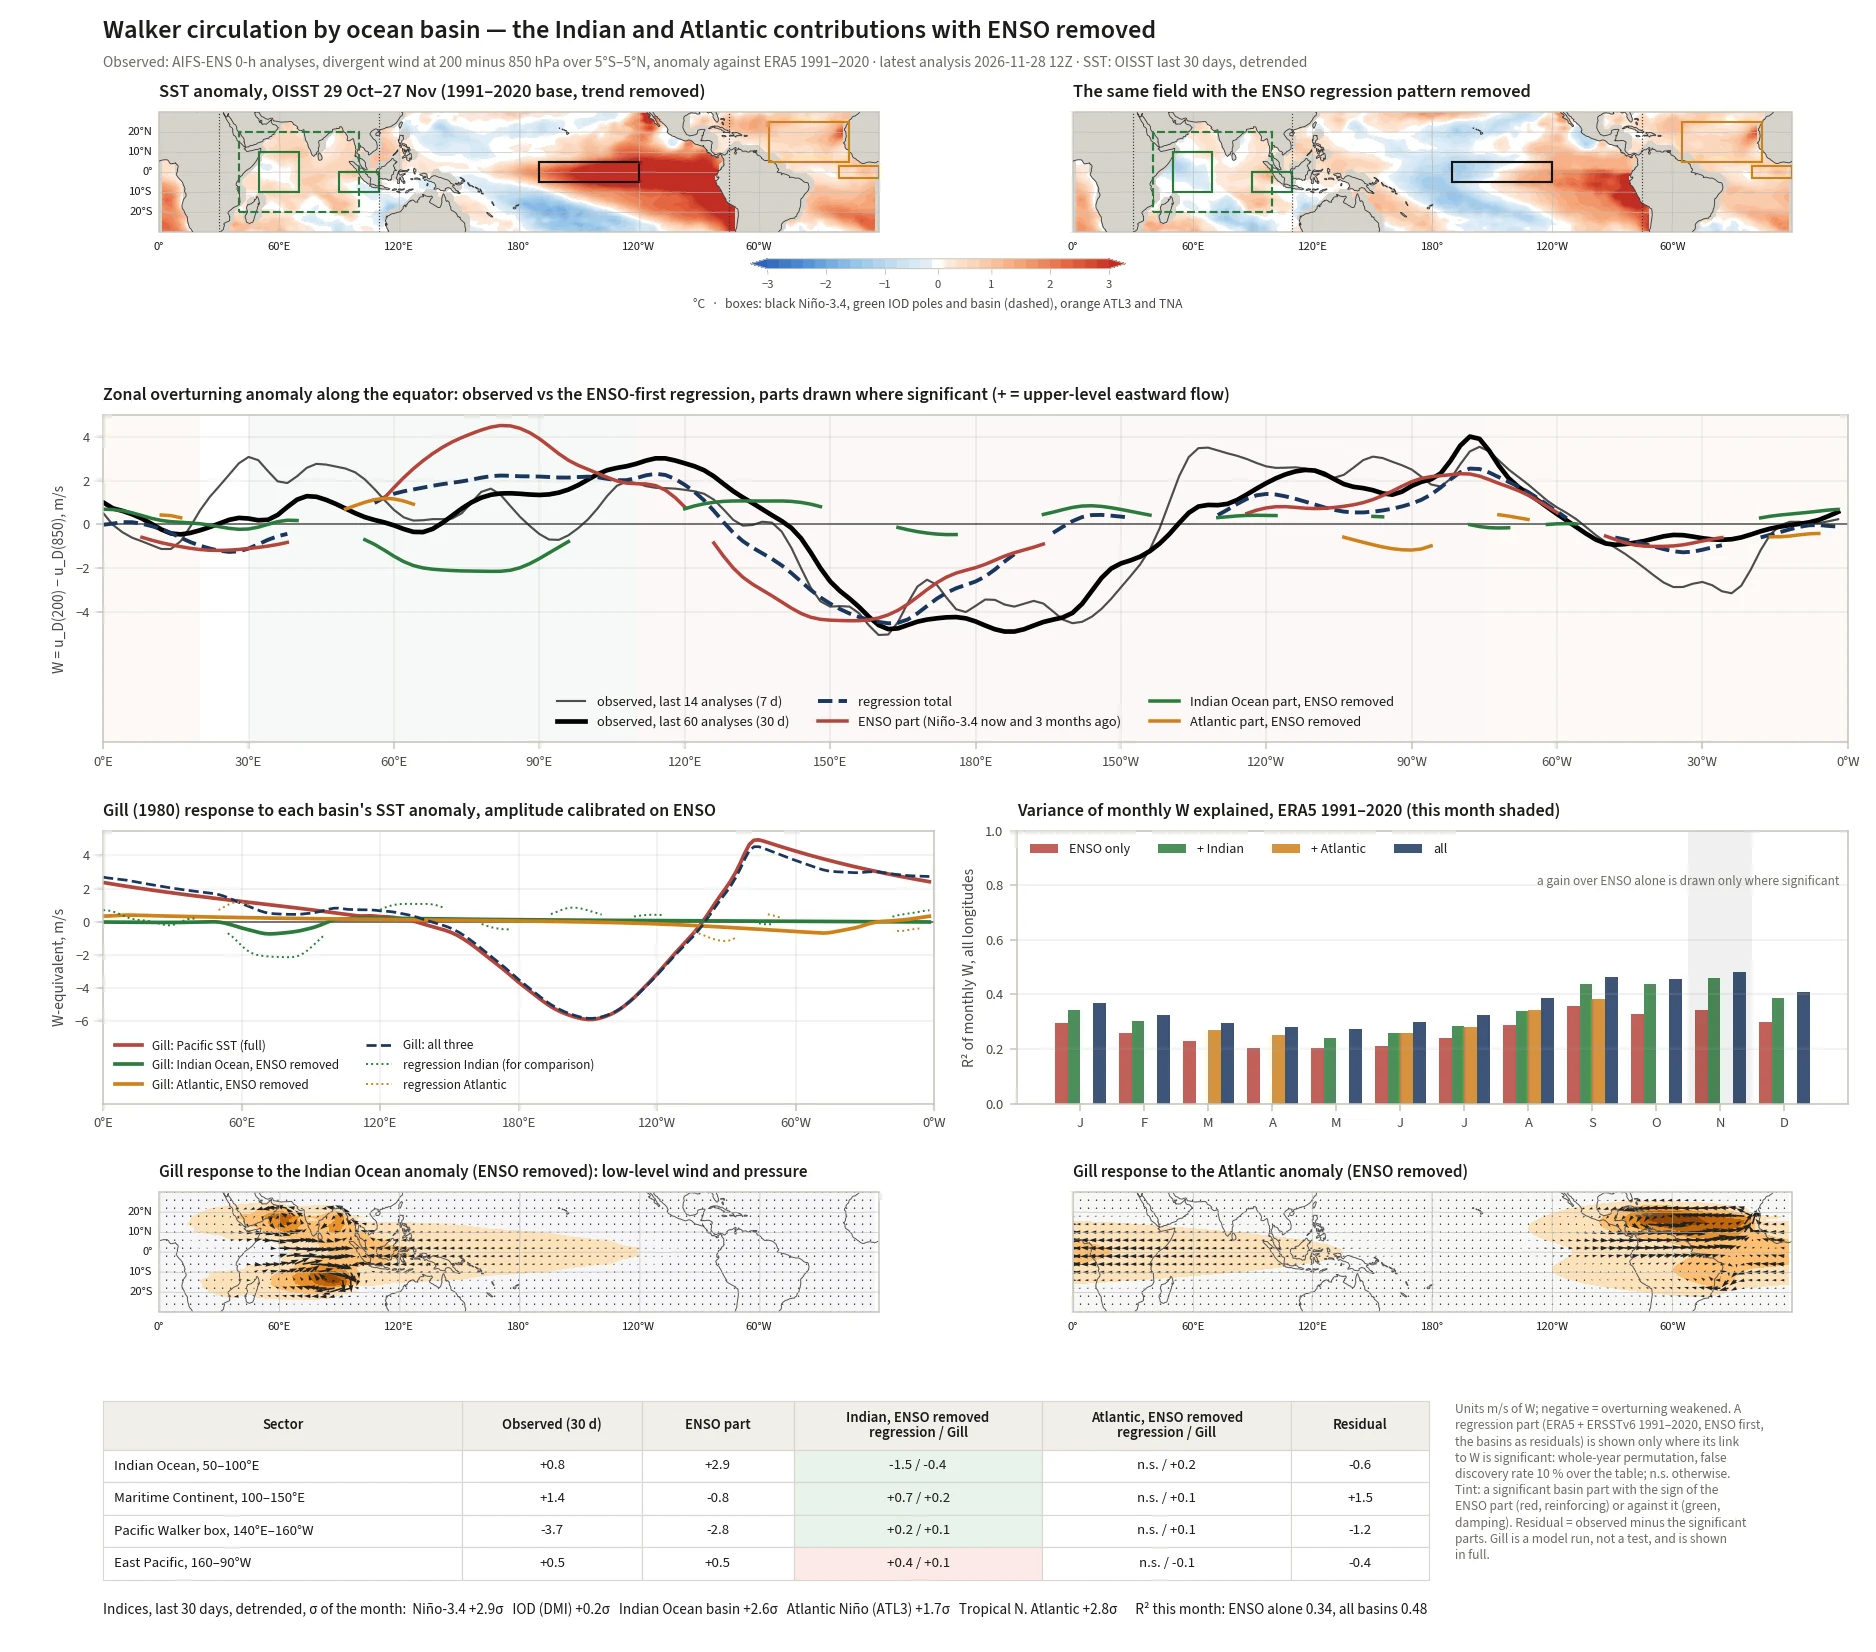 Walker circulation by ocean basin — the Indian and Atlantic contributions with ENSO removed
Observed: AIFS-ENS 0-h analyses, divergent wind at 200 minus 850 hPa over 5°S–5°N, anomaly against ERA5 1991–2020 · latest analysis 2026-11-28 12Z · SST: OISST last 30 days, detrended
SST anomaly, OISST 29 Oct–27 Nov (1991–2020 base, trend removed)
20°N
10°N
0°
10°S
20°S
0° 60°E 120°E 180° 120°W 60°W
The same field with the ENSO regression pattern removed
0° 60°E 120°E 180° 120°W 60°W
−3 −2 −1 0 1 2 3
°C · boxes: black Niño-3.4, green IOD poles and basin (dashed), orange ATL3 and TNA
Zonal overturning anomaly along the equator: observed vs the ENSO-first regression, parts drawn where significant (+ = upper-level eastward flow)
W = u_D(200) − u_D(850), m/s
4
2
0
−2
−4
observed, last 14 analyses (7 d)
observed, last 60 analyses (30 d)
regression total
ENSO part (Niño-3.4 now and 3 months ago)
Indian Ocean part, ENSO removed
Atlantic part, ENSO removed
0°E 30°E 60°E 90°E 120°E 150°E 180°E 150°W 120°W 90°W 60°W 30°W 0°W
Gill (1980) response to each basin's SST anomaly, amplitude calibrated on ENSO
W-equivalent, m/s
4
2
0
−2
−4
−6
Gill: Pacific SST (full)
Gill: Indian Ocean, ENSO removed
Gill: Atlantic, ENSO removed
Gill: all three
regression Indian (for comparison)
regression Atlantic
0°E 60°E 120°E 180°E 120°W 60°W 0°W
Variance of monthly W explained, ERA5 1991–2020 (this month shaded)
R² of monthly W, all longitudes
1.0
0.8
0.6
0.4
0.2
0.0
ENSO only + Indian + Atlantic all
a gain over ENSO alone is drawn only where significant
J F M A M J J A S O N D
Gill response to the Indian Ocean anomaly (ENSO removed): low-level wind and pressure
20°N
10°N
0°
10°S
20°S
0° 60°E 120°E 180° 120°W 60°W
Gill response to the Atlantic anomaly (ENSO removed)
0° 60°E 120°E 180° 120°W 60°W
Sector Observed (30 d) ENSO part Indian, ENSO removed regression / Gill Atlantic, ENSO removed regression / Gill Residual
Indian Ocean, 50–100°E +0.8 +2.9 -1.5 / -0.4 n.s. / +0.2 -0.6
Maritime Continent, 100–150°E +1.4 -0.8 +0.7 / +0.2 n.s. / +0.1 +1.5
Pacific Walker box, 140°E–160°W -3.7 -2.8 +0.2 / +0.1 n.s. / +0.1 -1.2
East Pacific, 160–90°W +0.5 +0.5 +0.4 / +0.1 n.s. / -0.1 -0.4
Units m/s of W; negative = overturning weakened. A
regression part (ERA5 + ERSSTv6 1991–2020, ENSO first,
the basins as residuals) is shown only where its link
to W is significant: whole-year permutation, false
discovery rate 10 % over the table; n.s. otherwise.
Tint: a significant basin part with the sign of the
ENSO part (red, reinforcing) or against it (green,
damping). Residual = observed minus the significant
parts. Gill is a model run, not a test, and is shown
in full.
Indices, last 30 days, detrended, σ of the month: Niño-3.4 +2.9σ IOD (DMI) +0.2σ Indian Ocean basin +2.6σ Atlantic Niño (ATL3) +1.7σ Tropical N. Atlantic +2.8σ R² this month: ENSO alone 0.34, all basins 0.48